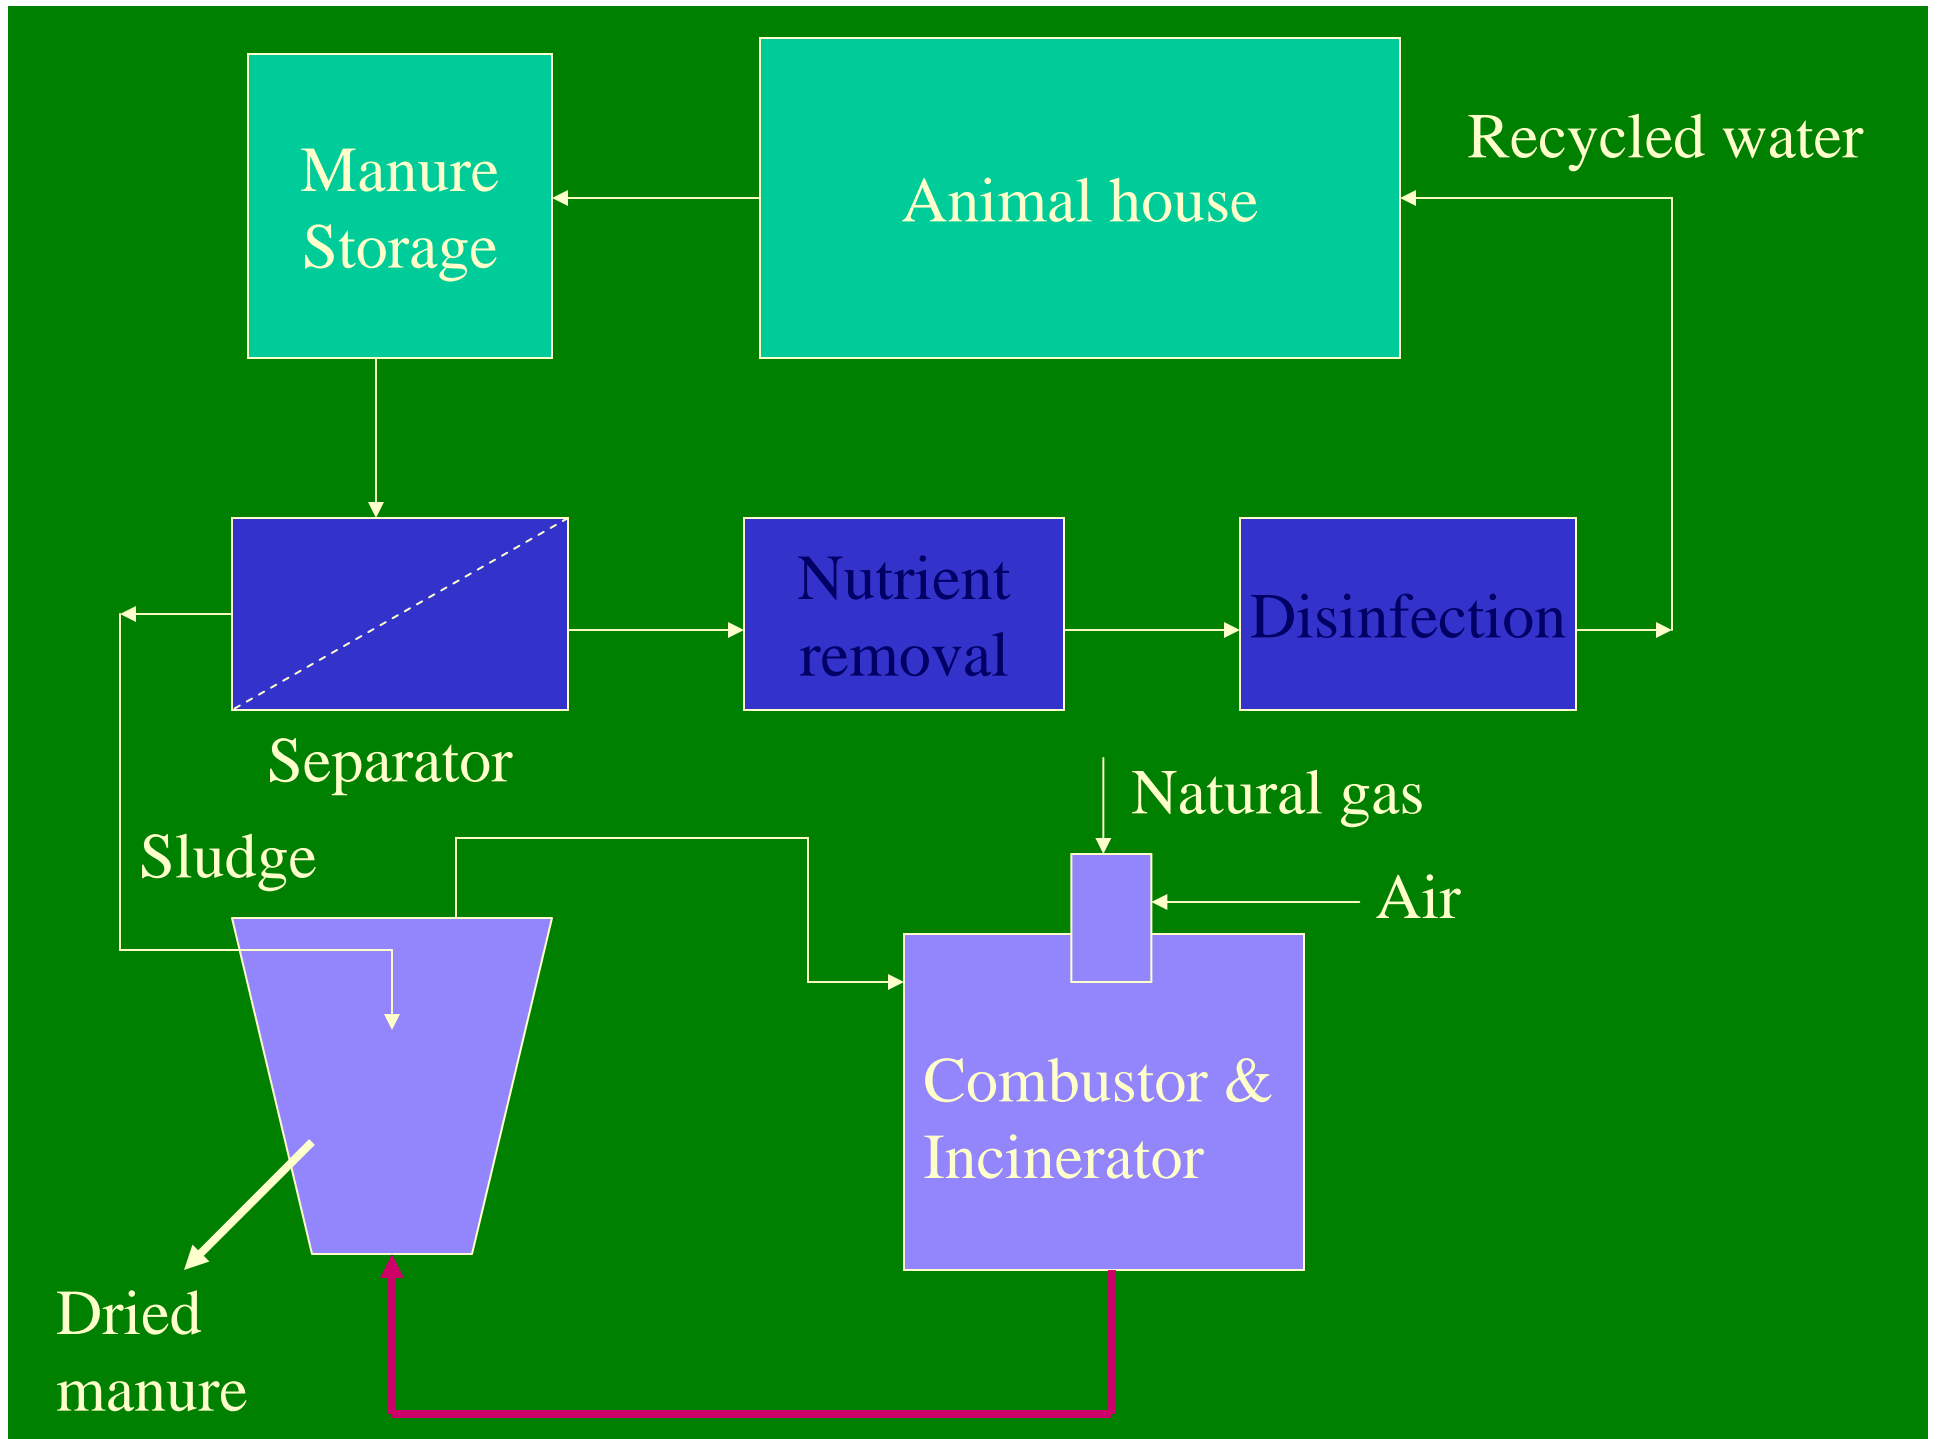 Manure
Storage
Animal house
Recycled water
Nutrient
removal
Disinfection
Separator
Natural gas
Sludge
Air
Combustor &
Incinerator
Dried
manure